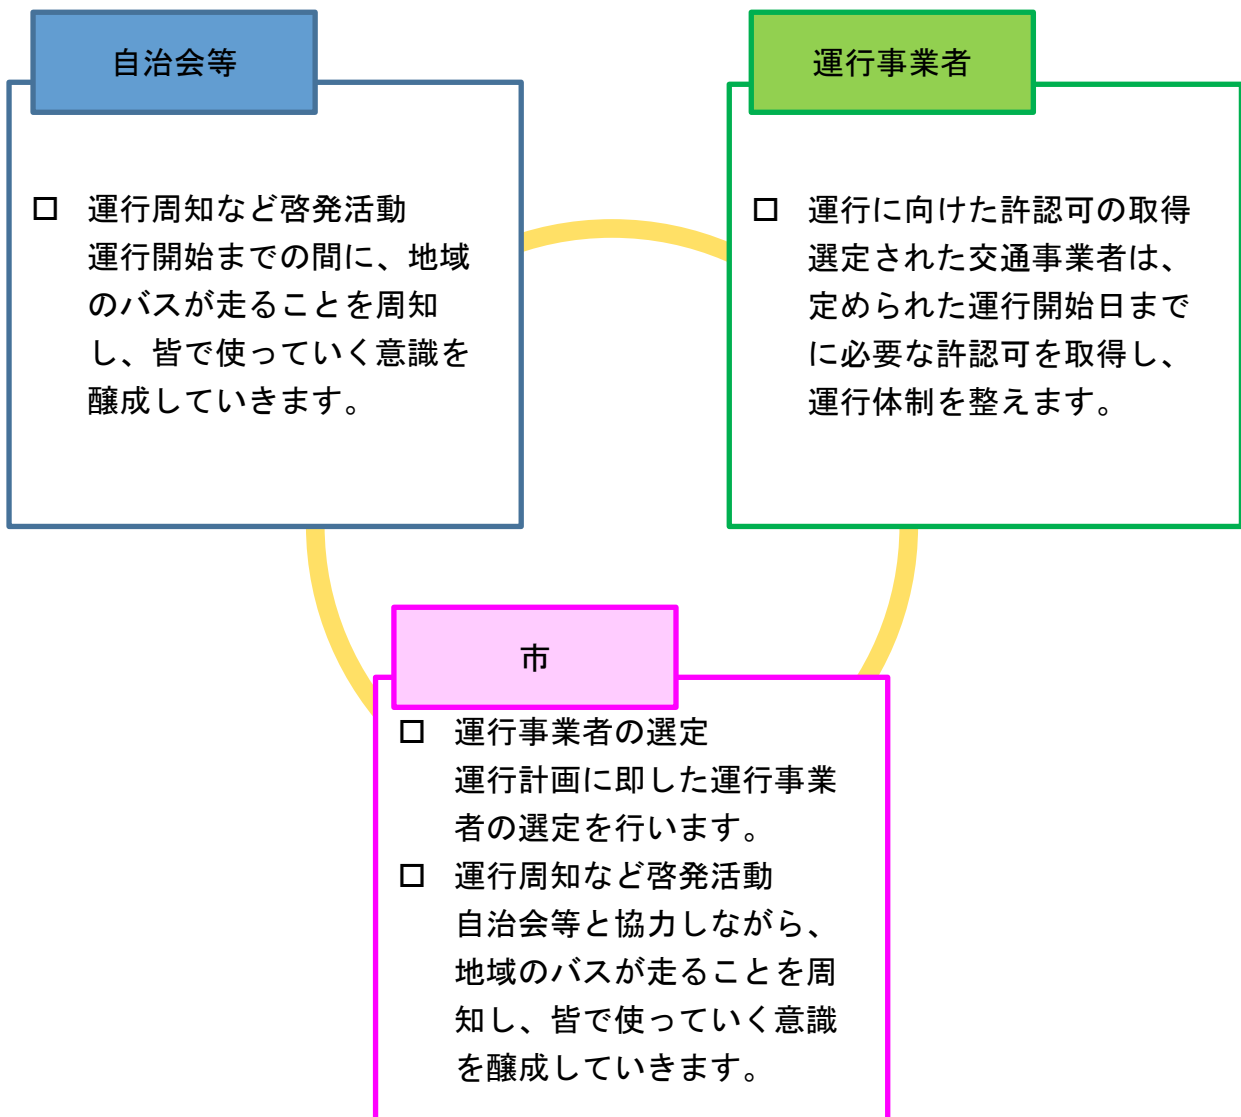 自治会等
□ 運行周知など啓発活動
運行開始までの間に、地域
のバスが走ることを周知
し、皆で使っていく意識を
醸成していきます。
運行事業者
□ 運行に向けた許認可の取得
選定された交通事業者は、
定められた運行開始日まで
に必要な許認可を取得し、
運行体制を整えます。
市
□ 運行事業者の選定
運行計画に即した運行事業
者の選定を行います。
□ 運行周知など啓発活動
自治会等と協力しながら、
地域のバスが走ることを周
知し、皆で使っていく意識
を醸成していきます。